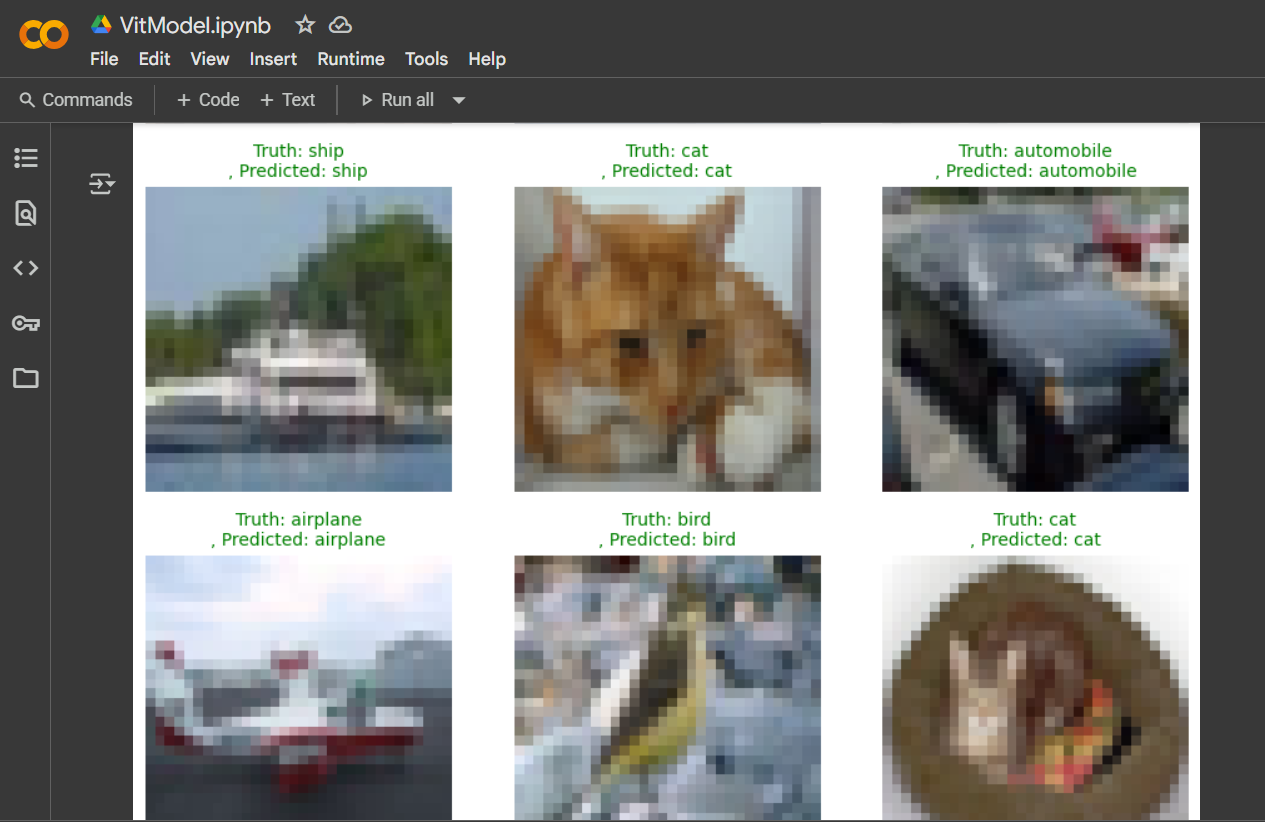 VitModel.ipynb
File Edit View Insert Runtime Tools Help
Commands + Code + Text Run all
Truth: ship
, Predicted: ship
Truth: cat
, Predicted: cat
Truth: automobile
, Predicted: automobile
Truth: airplane
, Predicted: airplane
Truth: bird
, Predicted: bird
Truth: cat
, Predicted: cat